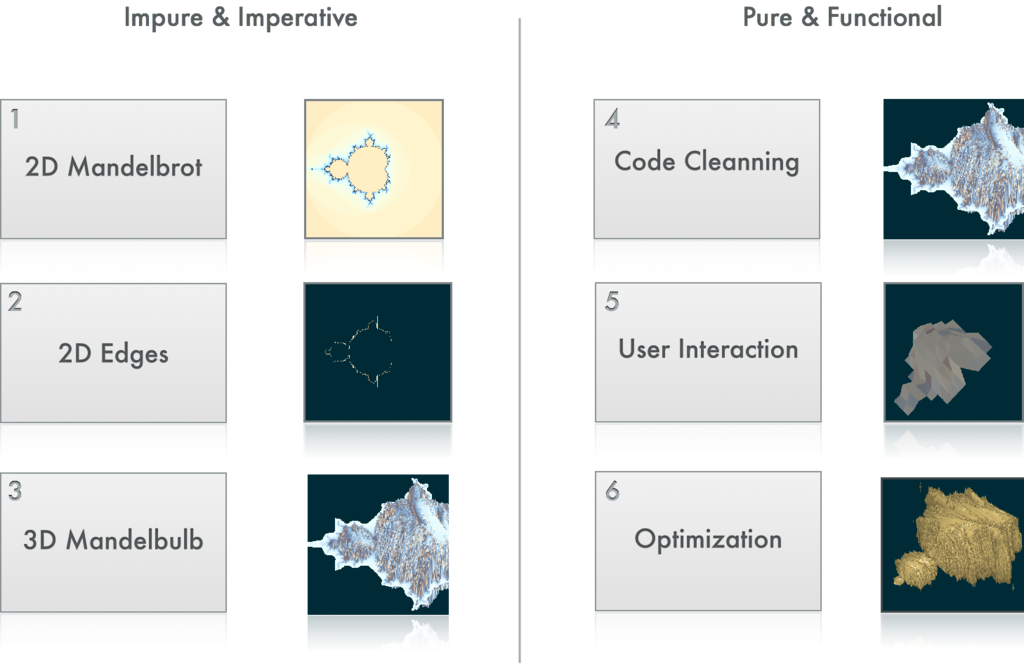 Impure & Imperative
1
2D Mandelbrot
2
2D Edges
3
3D Mandelbulb
Pure & Functional
4
Code Cleanning
5
User Interaction
6
Optimization